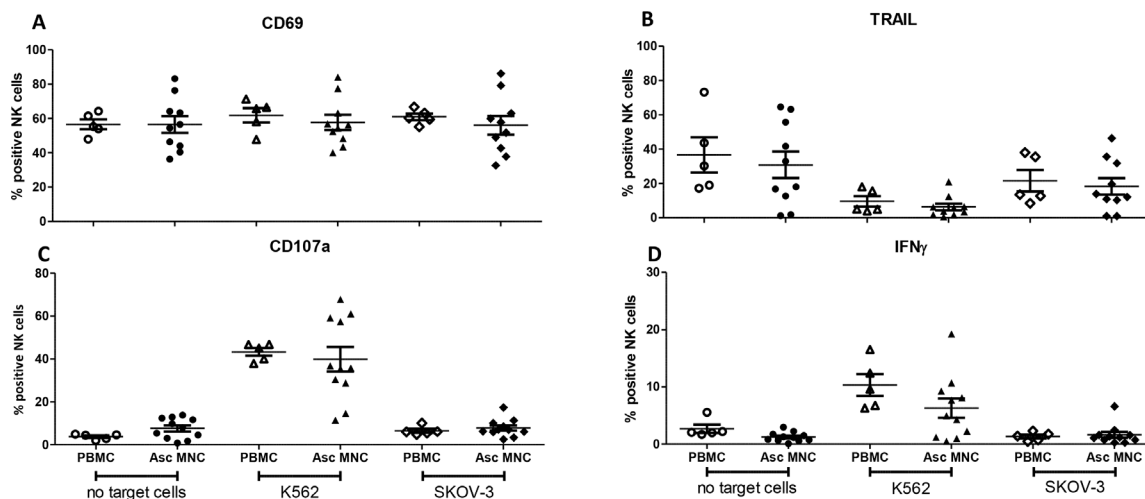 A
CD69
% positive NK cells
100
80
60
40
20
0
B
TRAIL
% positive NK cells
100
80
60
40
20
0
C
CD107a
% positive NK cells
80
60
40
20
0
PBMC Asc MNC PBMC Asc MNC PBMC Asc MNC
no target cells K562 SKOV-3
D
IFNγ
% positive NK cells
30
20
10
0
PBMC Asc MNC PBMC Asc MNC PBMC Asc MNC
no target cells K562 SKOV-3